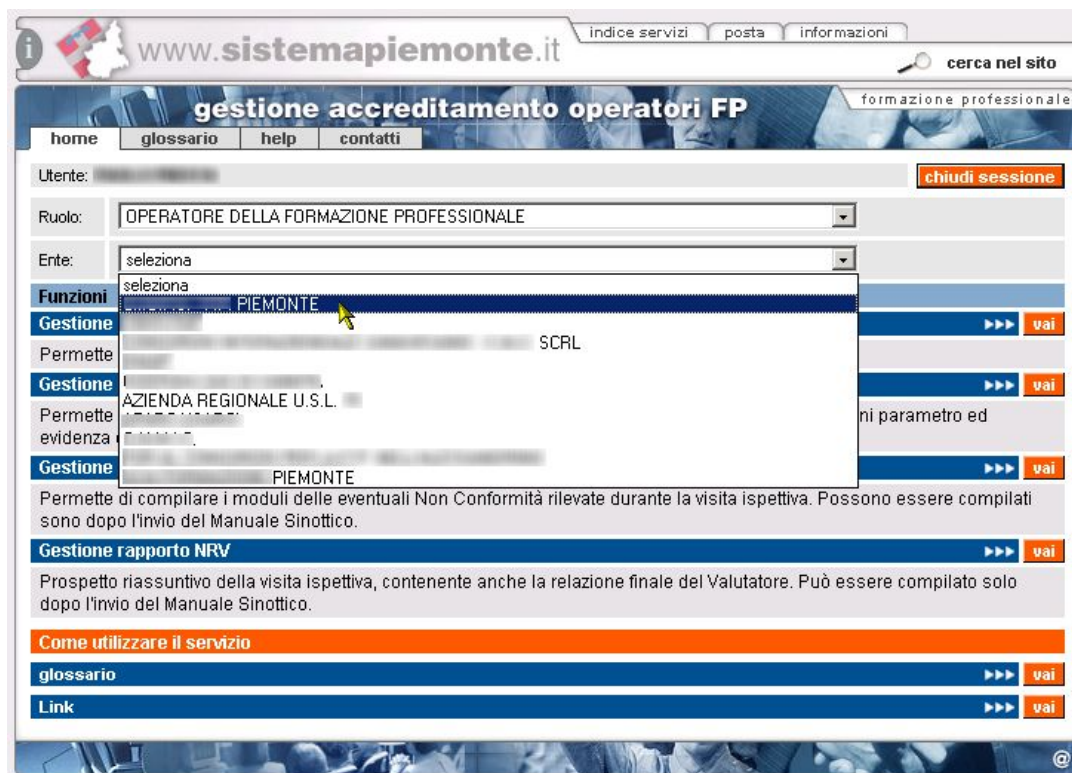 indice servizi posta informazioni
www.sistemapiemonte.it
cerca nel sito
gestione accreditamento operatori FP
formazione professionale
home glossario help contatti
Utente:
chiudi sessione
Ruolo: OPERATORE DELLA FORMAZIONE PROFESSIONALE
Ente: seleziona
seleziona
Funzioni
PIEMONTE
Gestione vai
SCRL
Permette
Gestione vai
AZIENDA REGIONALE U.S.L.
Permette ni parametro ed
evidenza
Gestione vai
PIEMONTE
Permette di compilare i moduli delle eventuali Non Conformità rilevate durante la visita ispettiva. Possono essere compilati
sono dopo l'invio del Manuale Sinottico.
Gestione rapporto NRV vai
Prospetto riassuntivo della visita ispettiva, contenente anche la relazione finale del Valutatore. Può essere compilato solo
dopo l'invio del Manuale Sinottico.
Come utilizzare il servizio
glossario vai
Link vai
@